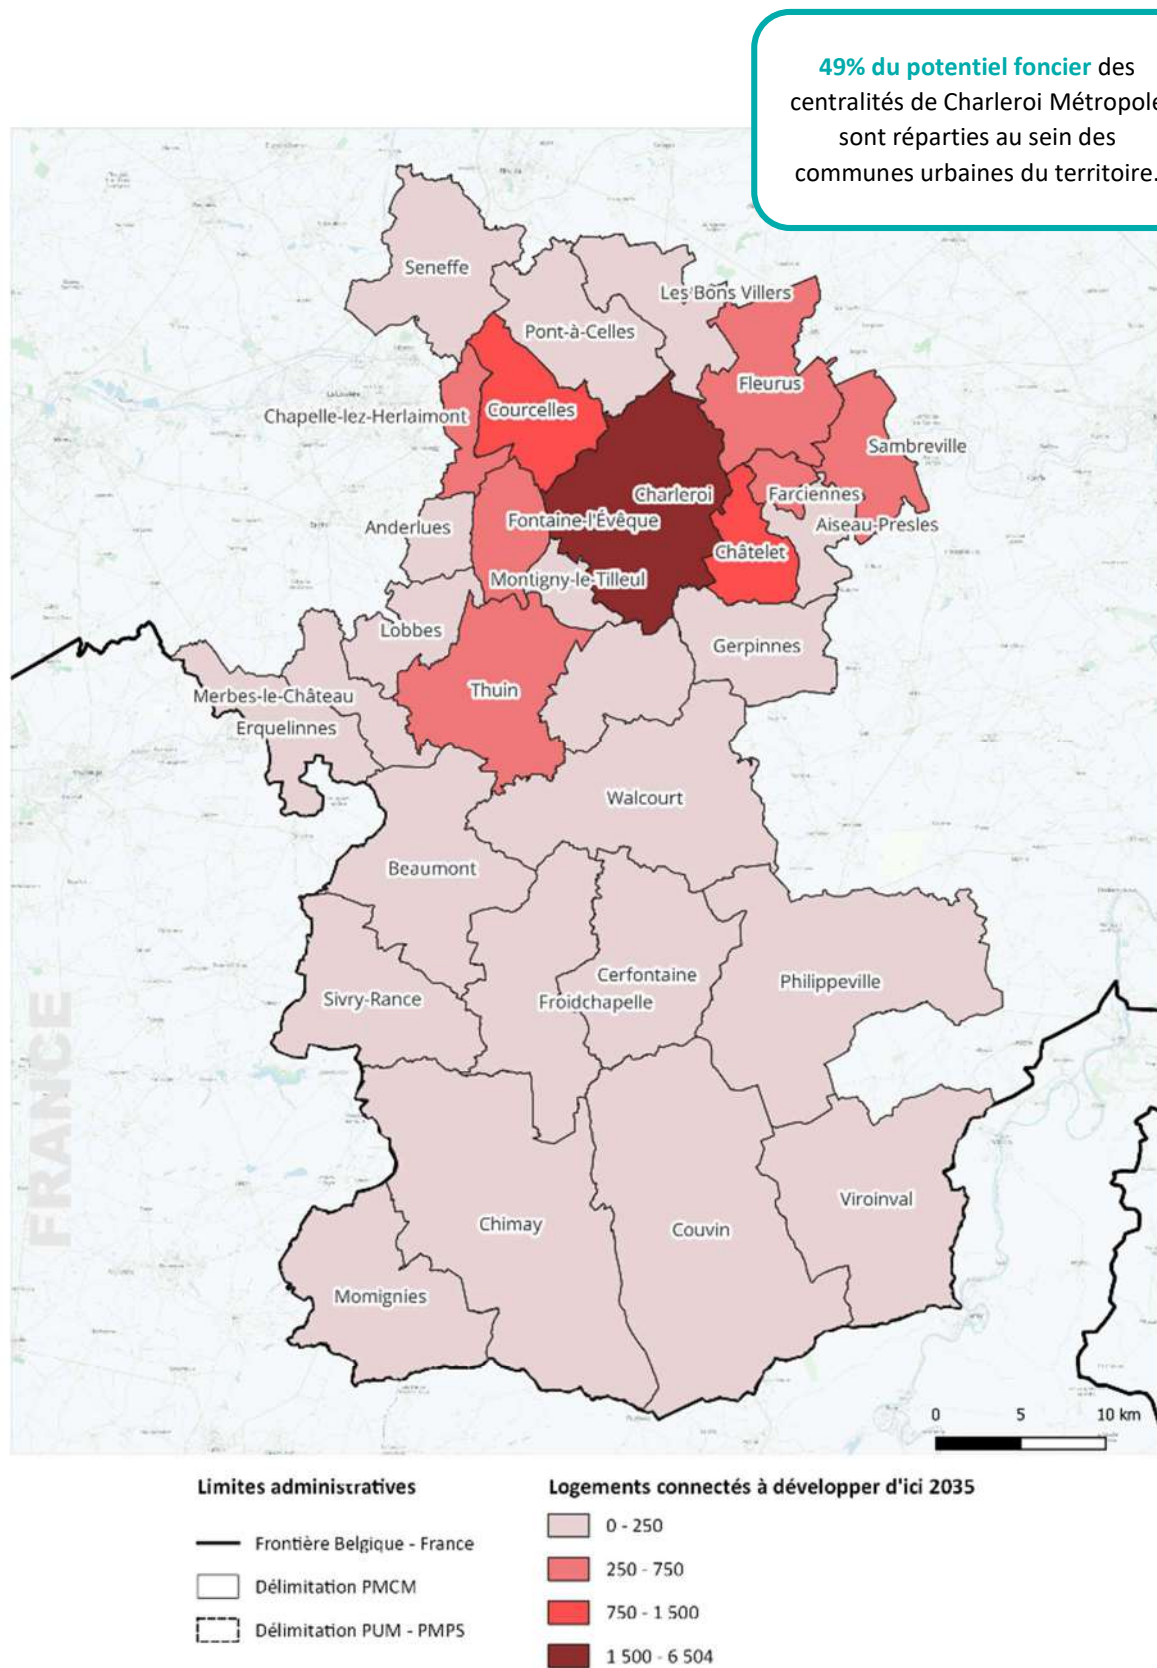 49% du potentiel foncier des
centralités de Charleroi Métropole
sont réparties au sein des
communes urbaines du territoire.
Seneffe
Les Bons Villers
Pont-à-Celles
Fleurus
Chapelle-lez-Herlaimont
Courcelles
Sambreville
Charleroi
Farciennes
Anderlues
Fontaine-l'Évêque
Aiseau-Presles
Châtelet
Montigny-le-Tilleul
Lobbes
Gerpinnes
Thuin
Merbes-le-Château
Erquelinnes
Walcourt
Beaumont
Cerfontaine
Philippeville
Sivry-Rance
Froidchapelle
FRANCE
Viroinval
Chimay
Couvin
Momignies
0 5 10 km
Limites administratives
Frontière Belgique - France
Délimitation PMCM
Délimitation PUM - PMPS
Logements connectés à développer d'ici 2035
0 - 250
250 - 750
750 - 1 500
1 500 - 6 504